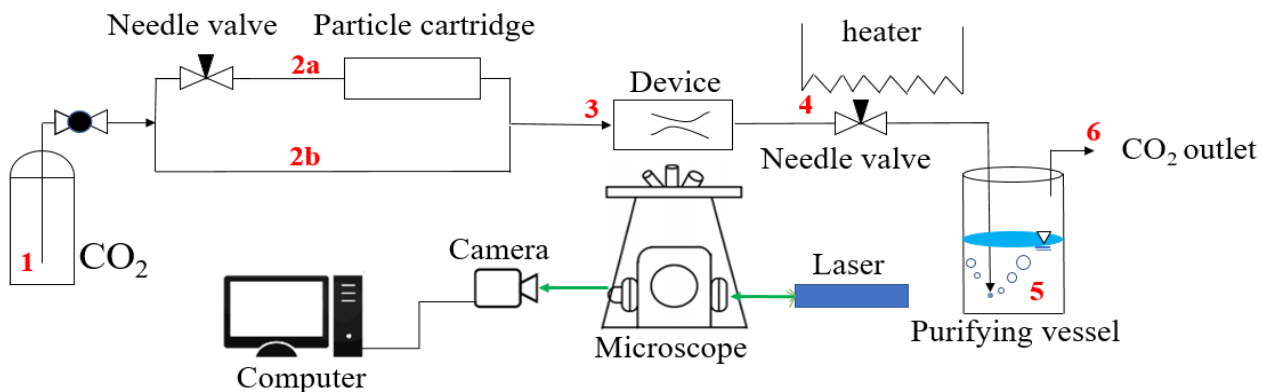 Needle valve
Particle cartridge
heater
2a
Device
3
4
2b
Needle valve
6
CO₂ outlet
1
CO₂
Camera
Laser
5
Purifying vessel
Microscope
Computer